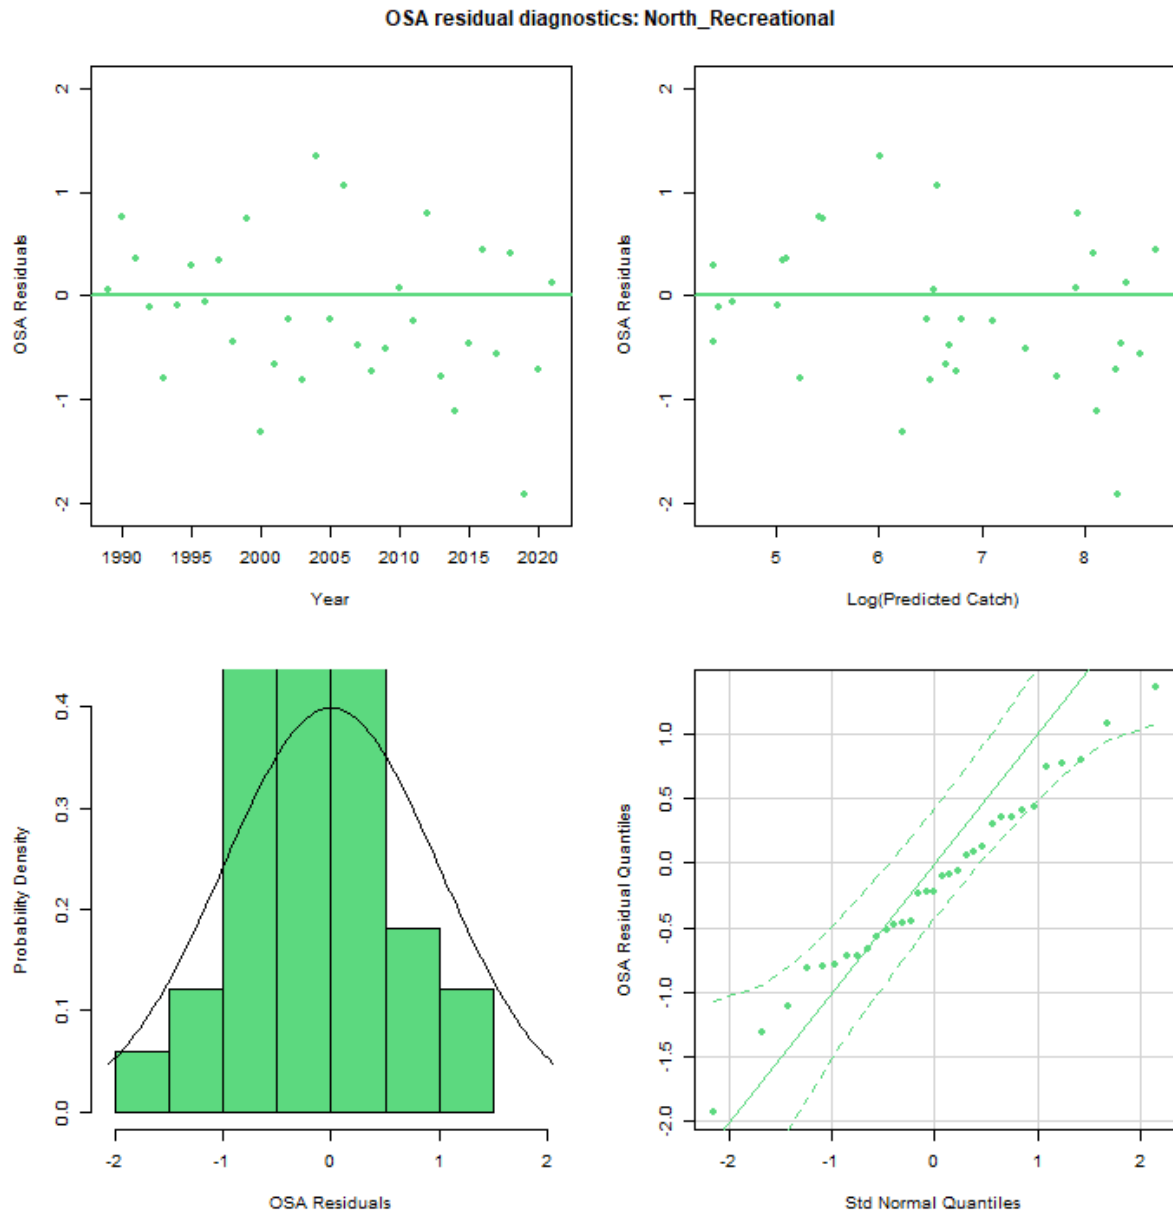 OSA residual diagnostics: North_Recreational
2
1
0
-1
-2
OSA Residuals
1990 1995 2000 2005 2010 2015 2020
Year
2
1
0
-1
-2
OSA Residuals
5 6 7 8
Log(Predicted Catch)
0.4
0.3
0.2
0.1
0.0
Probability Density
-2 -1 0 1 2
OSA Residuals
1.0
0.5
0.0
-0.5
-1.0
-1.5
-2.0
OSA Residual Quantiles
-2 -1 0 1 2
Std Normal Quantiles